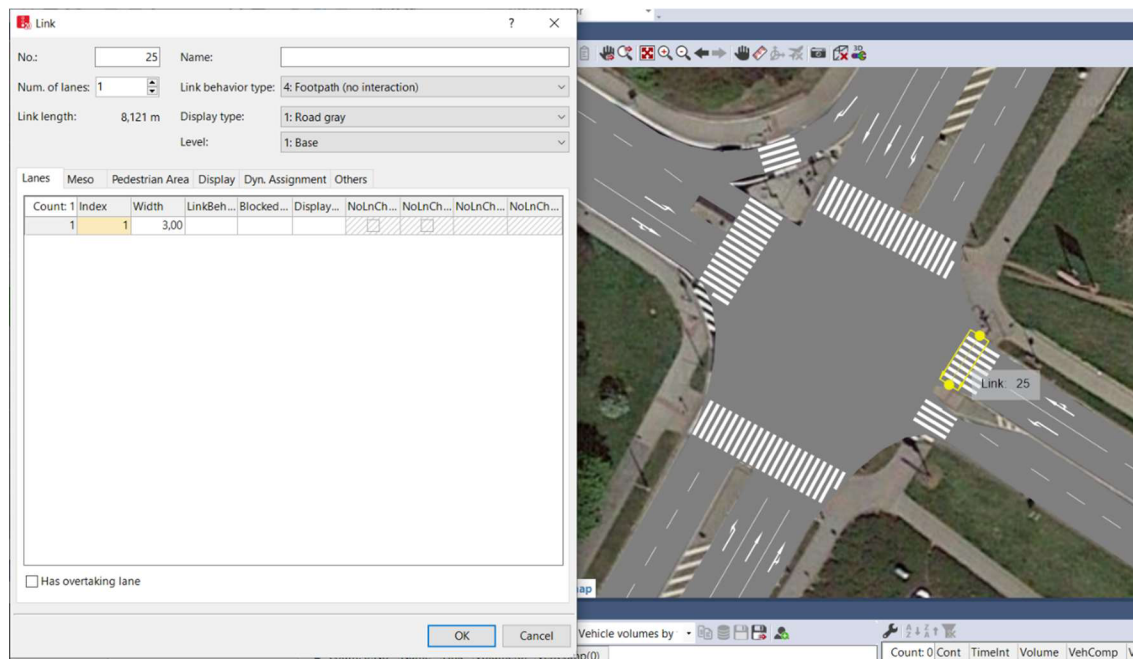 Link ? ×
No.: 25 Name:
Num. of lanes: 1 Link behavior type: 4: Footpath (no interaction)
Link length: 8,121 m Display type: 1: Road gray
Level: 1: Base
Lanes Meso Pedestrian Area Display Dyn. Assignment Others
Count: 1 Index Width LinkBeh... Blocked... Display... NoLnCh... NoLnCh... NoLnCh... NoLnCh...
1 1 3,00
Has overtaking lane
OK Cancel
3D
Link: 25
Vehicle volumes by
Count: 0 Cont TimeInt Volume VehComp